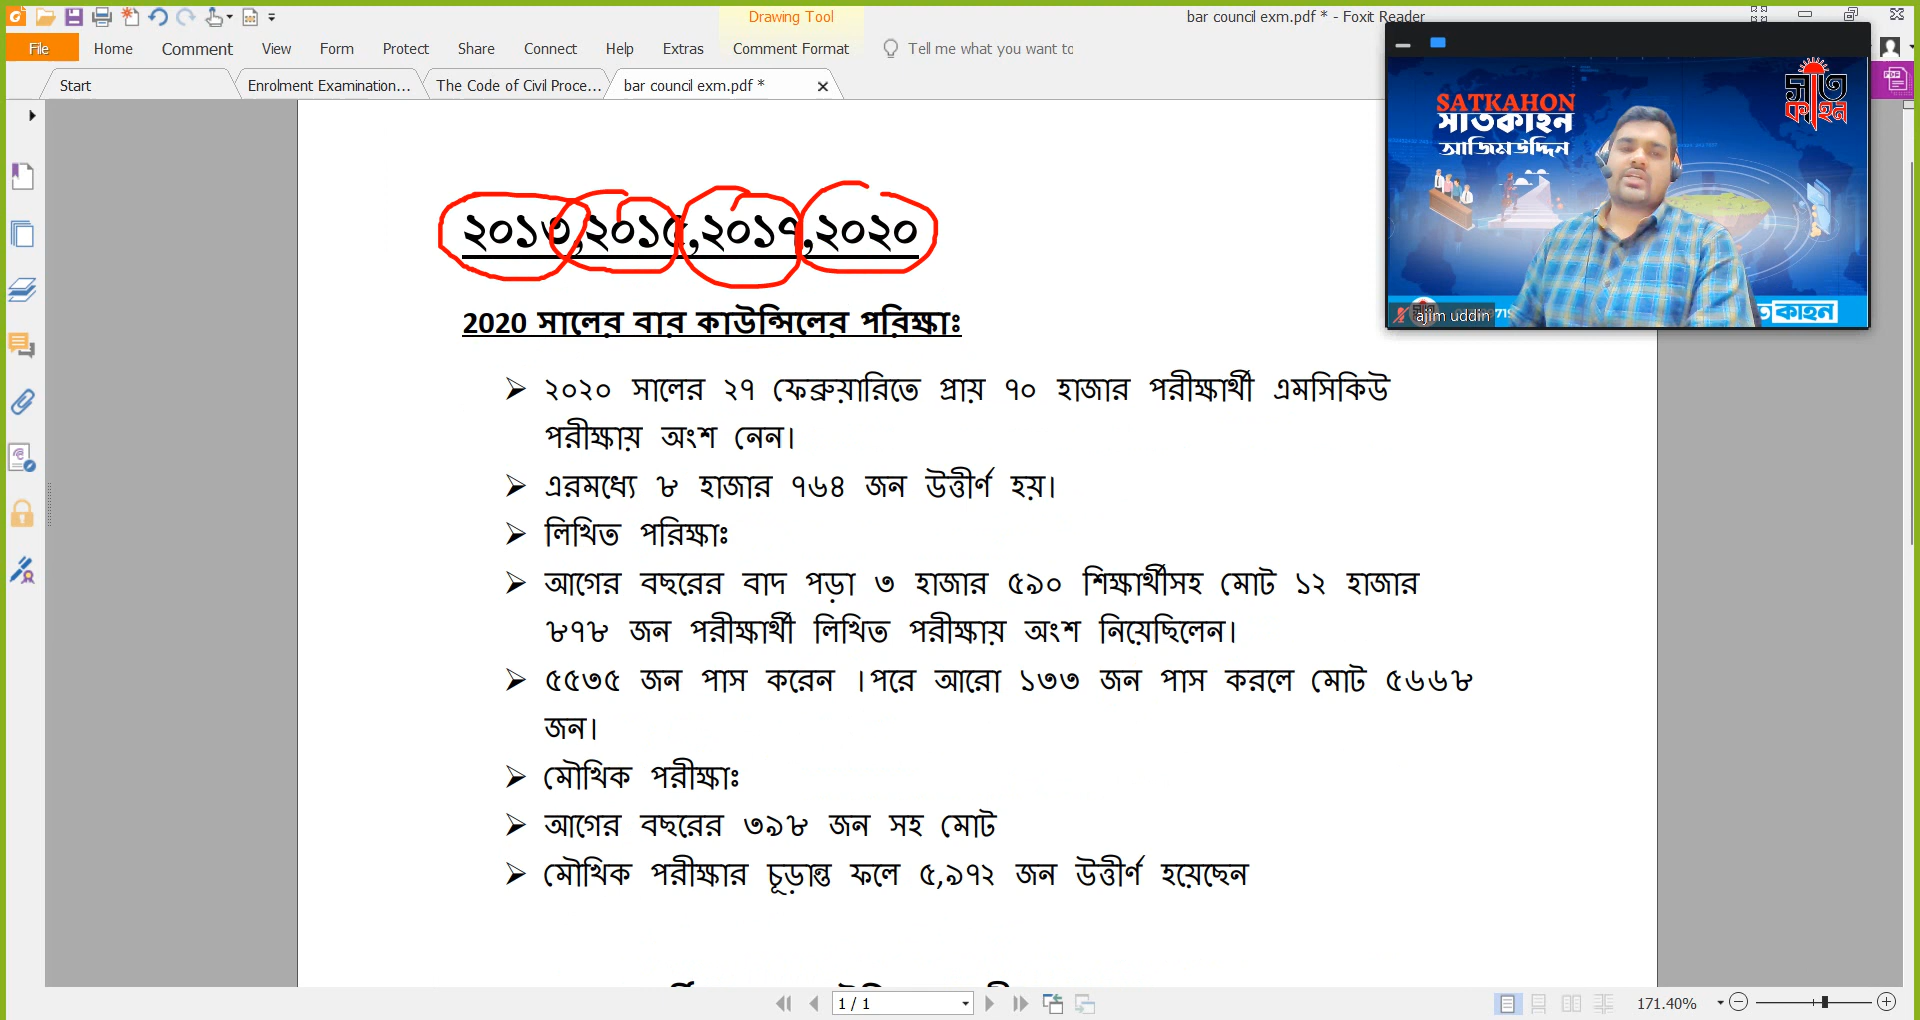 Drawing Tool
bar council exm.pdf * - Foxit Reader
File Home Comment View Form Protect Share Connect Help Extras Comment Format Tell me what you want to
Start Enrolment Examination... The Code of Civil Proce... bar council exm.pdf *
SATKAHON
সাতকাহন
আজিমউদ্দিন
সাত
কাহন
ajim uddin
ত কাহন
২০১৩,২০১৫,২০১৭,২০২০
2020 সালের বার কাউন্সিলের পরিক্ষাঃ
➢ ২০২০ সালের ২৭ ফেব্রুয়ারিতে প্রায় ৭০ হাজার পরীক্ষার্থী এমসিকিউ
পরীক্ষায় অংশ নেন।
➢ এরমধ্যে ৮ হাজার ৭৬৪ জন উত্তীর্ণ হয়।
➢ লিখিত পরিক্ষাঃ
➢ আগের বছরের বাদ পড়া ৩ হাজার ৫৯০ শিক্ষার্থীসহ মোট ১২ হাজার
৮৭৮ জন পরীক্ষার্থী লিখিত পরীক্ষায় অংশ নিয়েছিলেন।
➢ ৫৫৩৫ জন পাস করেন ।পরে আরো ১৩৩ জন পাস করলে মোট ৫৬৬৮
জন।
➢ মৌখিক পরীক্ষাঃ
➢ আগের বছরের ৩৯৮ জন সহ মোট
➢ মৌখিক পরীক্ষার চূড়ান্ত ফলে ৫,৯৭২ জন উত্তীর্ণ হয়েছেন
1 / 1
171.40%